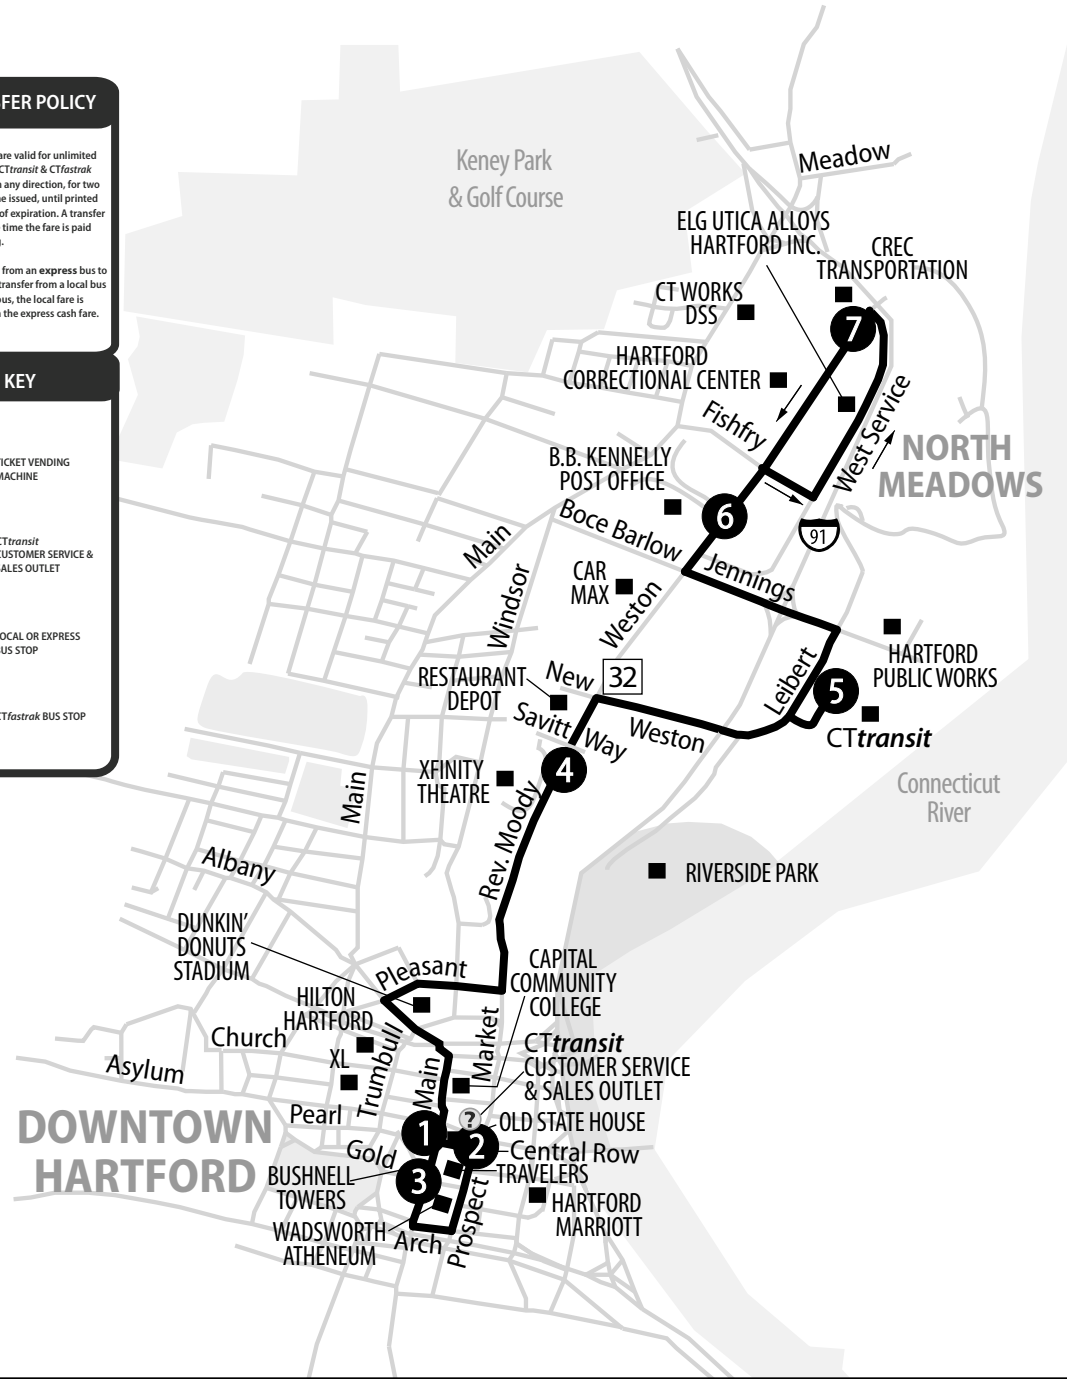 FER POLICY
are valid for unlimited
CTtransit & CTfastrak
any direction, for two
e issued, until printed
of expiration. A transfer
time the fare is paid
from an express bus to
transfer from a local bus
bus, the local fare is
the express cash fare.
KEY
TICKET VENDING
MACHINE
CTtransit
CUSTOMER SERVICE &
SALES OUTLET
LOCAL OR EXPRESS
BUS STOP
CTfastrak BUS STOP
Keney Park
& Golf Course
Meadow
ELG UTICA ALLOYS
HARTFORD INC.
CREC
TRANSPORTATION
CT WORKS
DSS
7
HARTFORD
CORRECTIONAL CENTER
Fishfry
West Service
NORTH
MEADOWS
B.B. KENNELLY
POST OFFICE
6
91
Boce Barlow
Main
Jennings
CAR
MAX
Windsor
Weston
HARTFORD
PUBLIC WORKS
RESTAURANT
DEPOT
New
32
Leibert
5
Savitt Way
Weston
CTtransit
4
XFINITY
THEATRE
Main
Rev. Moody
Connecticut
River
Albany
RIVERSIDE PARK
DUNKIN'
DONUTS
STADIUM
Pleasant
CAPITAL
COMMUNITY
COLLEGE
HILTON
HARTFORD
Church
Trumbull
Market
CTtransit
CUSTOMER SERVICE
& SALES OUTLET
XL
Asylum
Main
Pearl
?
OLD STATE HOUSE
DOWNTOWN
HARTFORD
1
2
Gold
Central Row
BUSHNELL
TOWERS
3
TRAVELERS
Prospect
HARTFORD
MARRIOTT
WADSWORTH
ATHENEUM
Arch